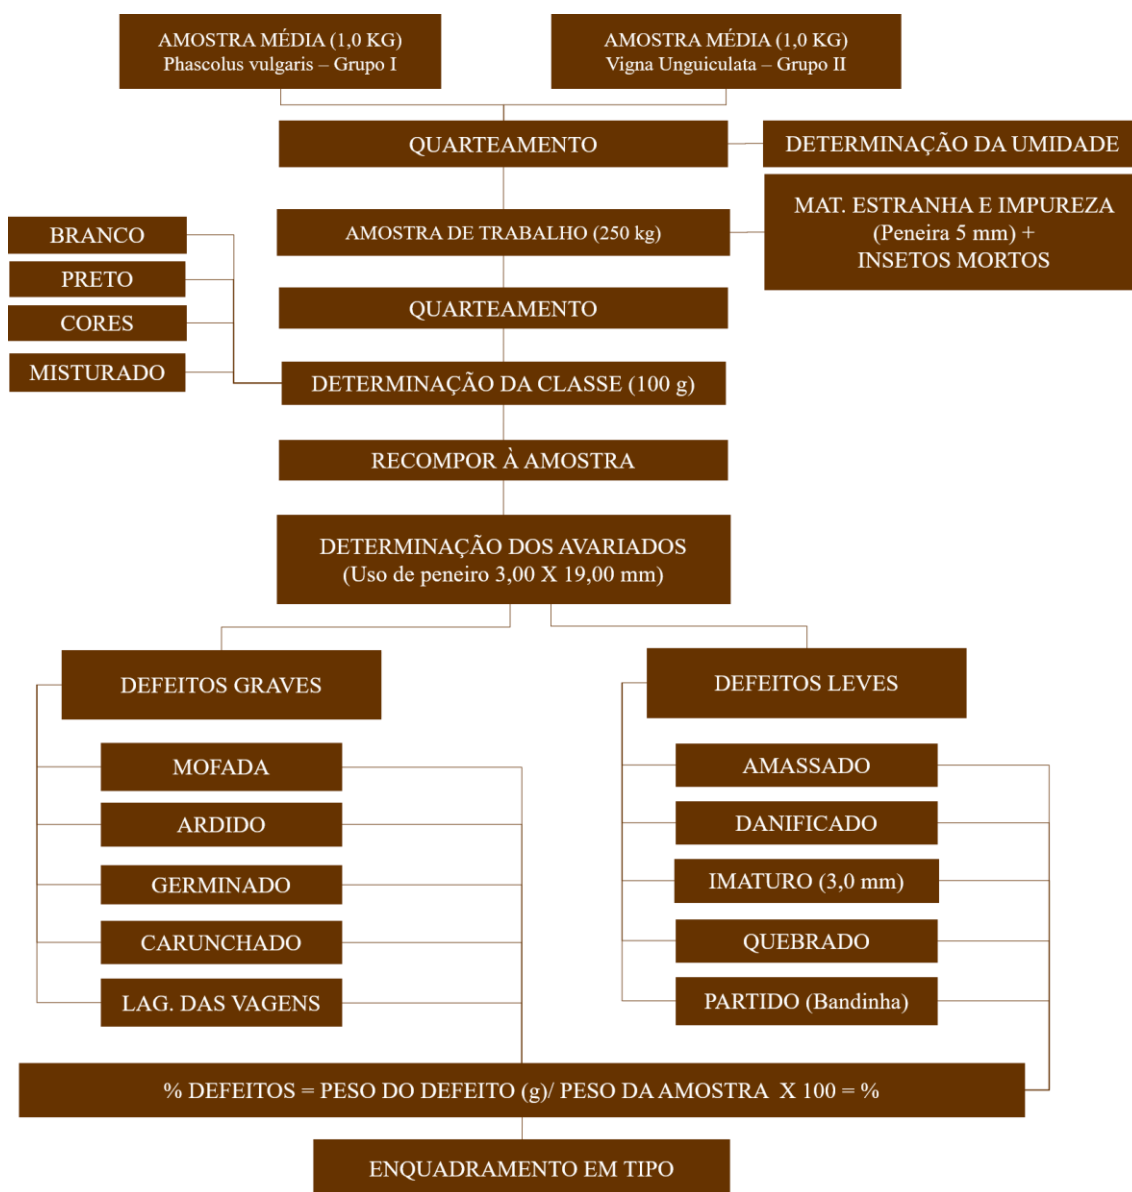 AMOSTRA MÉDIA (1,0 KG)
Phascolus vulgaris – Grupo I
AMOSTRA MÉDIA (1,0 KG)
Vigna Unguiculata – Grupo II
QUARTEAMENTO
DETERMINAÇÃO DA UMIDADE
AMOSTRA DE TRABALHO (250 kg)
MAT. ESTRANHA E IMPUREZA
(Peneira 5 mm) +
INSETOS MORTOS
BRANCO
PRETO
CORES
MISTURADO
QUARTEAMENTO
DETERMINAÇÃO DA CLASSE (100 g)
RECOMPOR À AMOSTRA
DETERMINAÇÃO DOS AVARIADOS
(Uso de peneiro 3,00 X 19,00 mm)
DEFEITOS GRAVES
MOFADA
ARDIDO
GERMINADO
CARUNCHADO
LAG. DAS VAGENS
DEFEITOS LEVES
AMASSADO
DANIFICADO
IMATURO (3,0 mm)
QUEBRADO
PARTIDO (Bandinha)
% DEFEITOS = PESO DO DEFEITO (g)/ PESO DA AMOSTRA X 100 = %
ENQUADRAMENTO EM TIPO